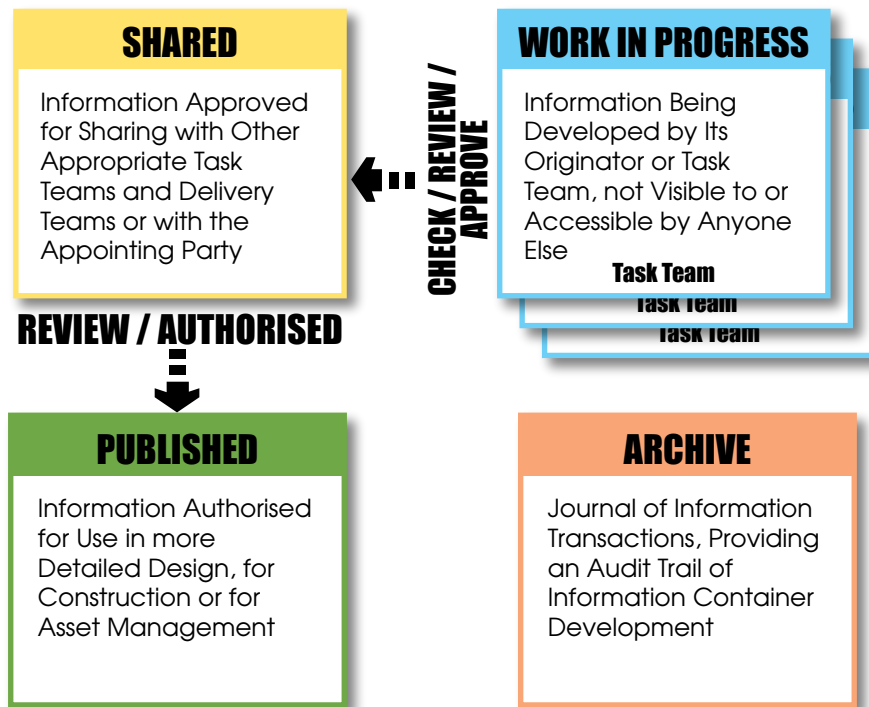 SHARED
Information Approved
for Sharing with Other
Appropriate Task
Teams and Delivery
Teams or with the
Appointing Party
CHECK / REVIEW /
APPROVE
WORK IN PROGRESS
Information Being
Developed by Its
Originator or Task
Team, not Visible to or
Accessible by Anyone
Else
Task Team
Task Team
Task Team
REVIEW / AUTHORISED
PUBLISHED
Information Authorised
for Use in more
Detailed Design, for
Construction or for
Asset Management
ARCHIVE
Journal of Information
Transactions, Providing
an Audit Trail of
Information Container
Development